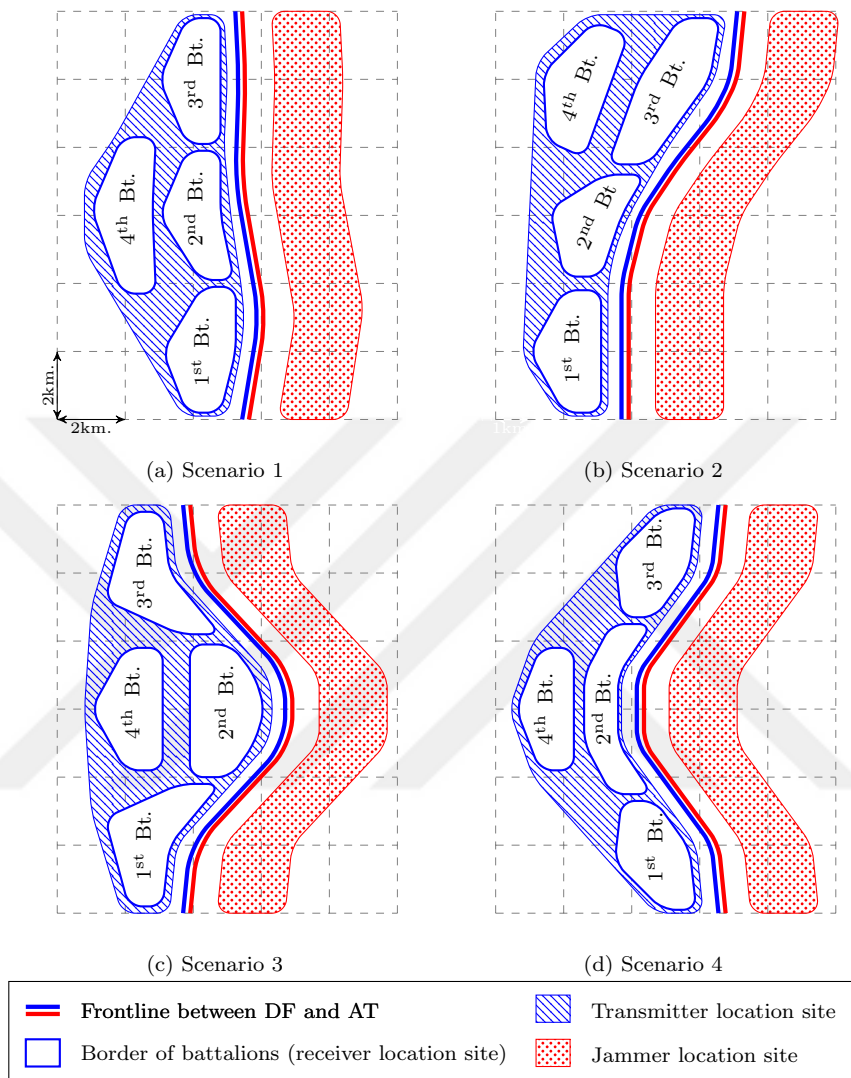 3rd Bt.
4th Bt.
2nd Bt.
1st Bt.
2km.
2km.
(a) Scenario 1
4th Bt.
3rd Bt.
2nd Bt
1st Bt.
(b) Scenario 2
3rd Bt.
4th Bt.
2nd Bt.
1st Bt.
(c) Scenario 3
3rd Bt.
4th Bt.
2nd Bt.
1st Bt.
(d) Scenario 4
Frontline between DF and AT
Transmitter location site
Border of battalions (receiver location site)
Jammer location site